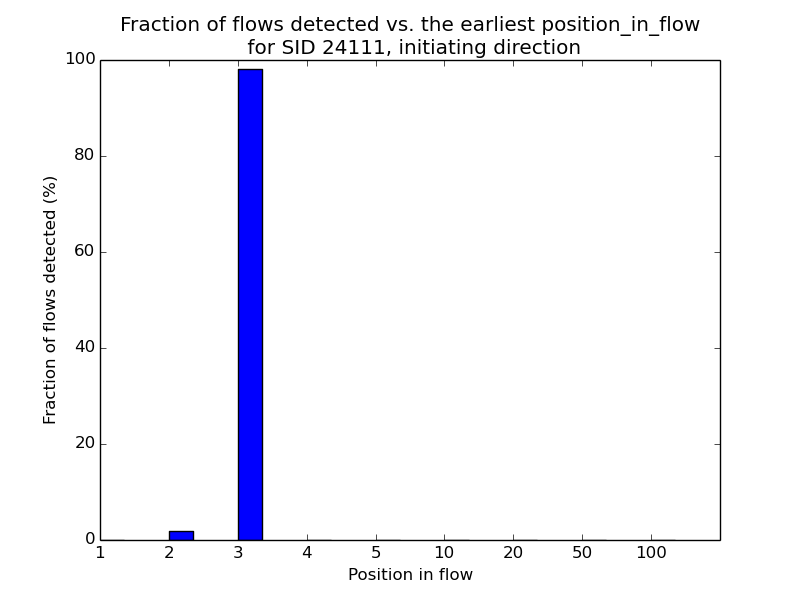 Fraction of flows detected vs. the earliest position_in_flow
for SID 24111, initiating direction
Fraction of flows detected (%)
100
80
60
40
20
0
1 2 3 4 5 10 20 50 100
Position in flow